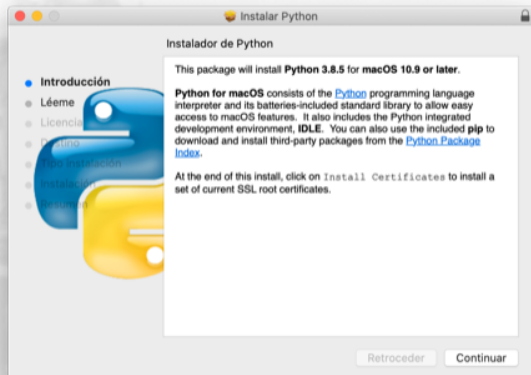 Instalar Python
Instalador de Python
Introducción
Léeme
Licencia
Destino
Tipo Instalación
Instalación
Resumen
This package will install Python 3.8.5 for macOS 10.9 or later.
Python for macOS consists of the Python programming language
interpreter and its batteries-included standard library to allow easy
access to macOS features. It also includes the Python integrated
development environment, IDLE. You can also use the included pip to
download and install third-party packages from the Python Package
Index.
At the end of this install, click on Install Certificates to install a
set of current SSL root certificates.
Retroceder
Continuar